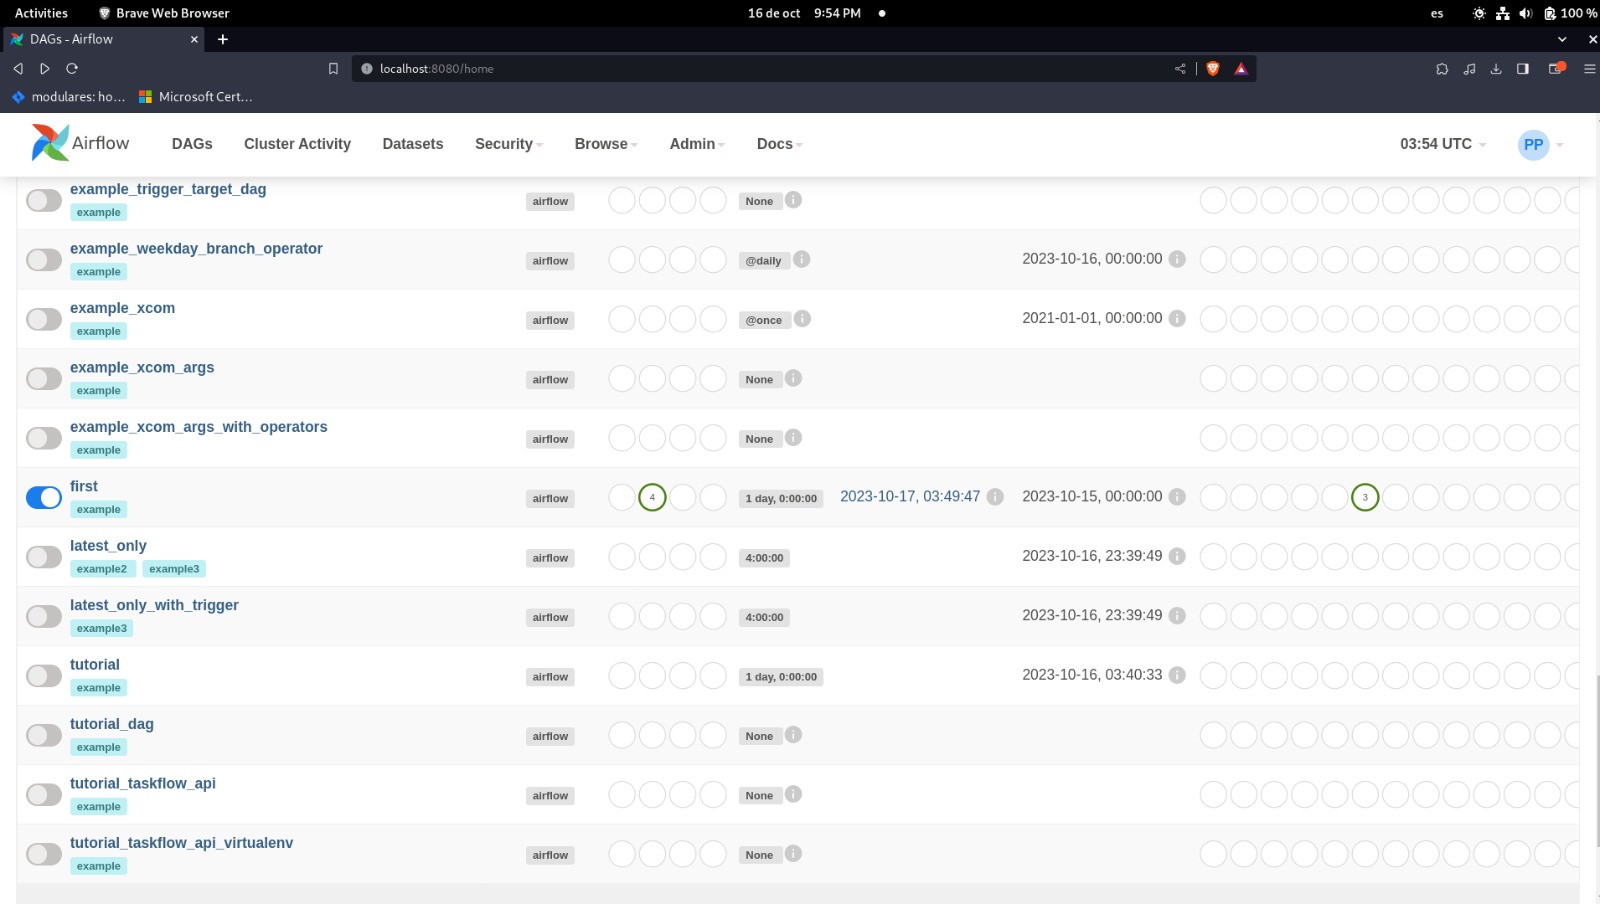 Activities Brave Web Browser 16 de oct 9:54 PM es 100 %
DAGs - Airflow
localhost:8080/home
modulares: ho... Microsoft Cert...
Airflow DAGs Cluster Activity Datasets Security Browse Admin Docs 03:54 UTC PP
example_trigger_target_dag
airflow None
example
example_weekday_branch_operator
airflow @daily 2023-10-16, 00:00:00
example
example_xcom
airflow @once 2021-01-01, 00:00:00
example
example_xcom_args
airflow None
example
example_xcom_args_with_operators
airflow None
example
first
airflow 4 1 day, 0:00:00 2023-10-17, 03:49:47 2023-10-15, 00:00:00 3
example
latest_only
airflow 4:00:00 2023-10-16, 23:39:49
example2 example3
latest_only_with_trigger
airflow 4:00:00 2023-10-16, 23:39:49
example3
tutorial
airflow 1 day, 0:00:00 2023-10-16, 03:40:33
example
tutorial_dag
airflow None
example
tutorial_taskflow_api
airflow None
example
tutorial_taskflow_api_virtualenv
airflow None
example